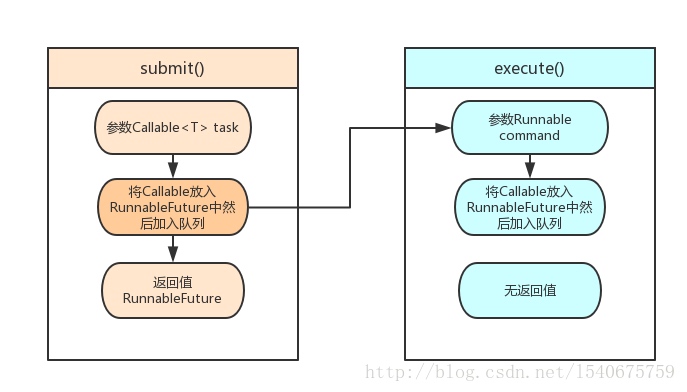 submit()
参数Callable<T> task
将Callable放入
RunnableFuture中然
后加入队列
返回值
RunnableFuture
execute()
参数Runnable
command
将Callable放入
RunnableFuture中然
后加入队列
无返回值
http://blog.csdn.net/1540675759